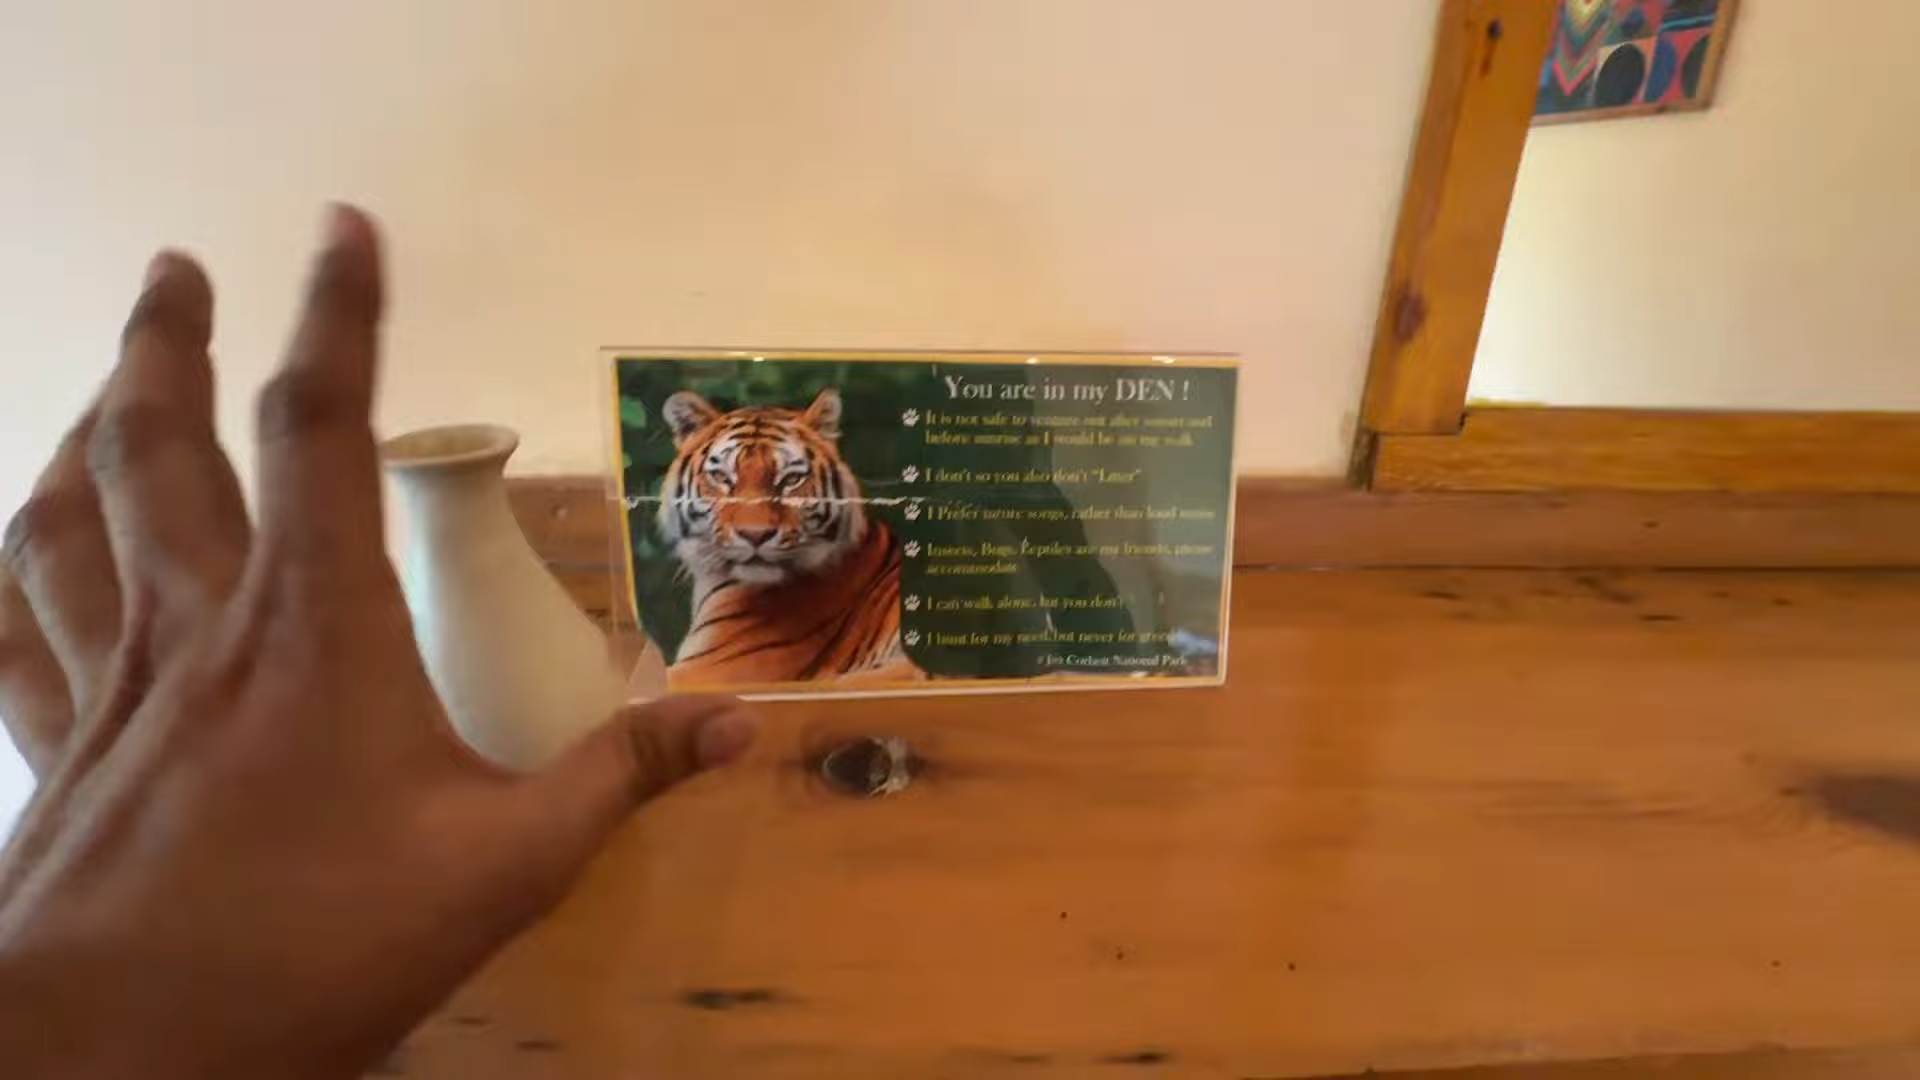 You are in my DEN !
It is not safe to venture out after sunset and
before sunrise as I would be on my walk
I don't so you also don't "Litter"
I Prefer nature songs, rather than loud music
Insects, Bugs, Reptiles are my friends, please
accommodate
I can walk alone, but you don't
I hunt for my need, but never for greed
Jim Corbett National Park